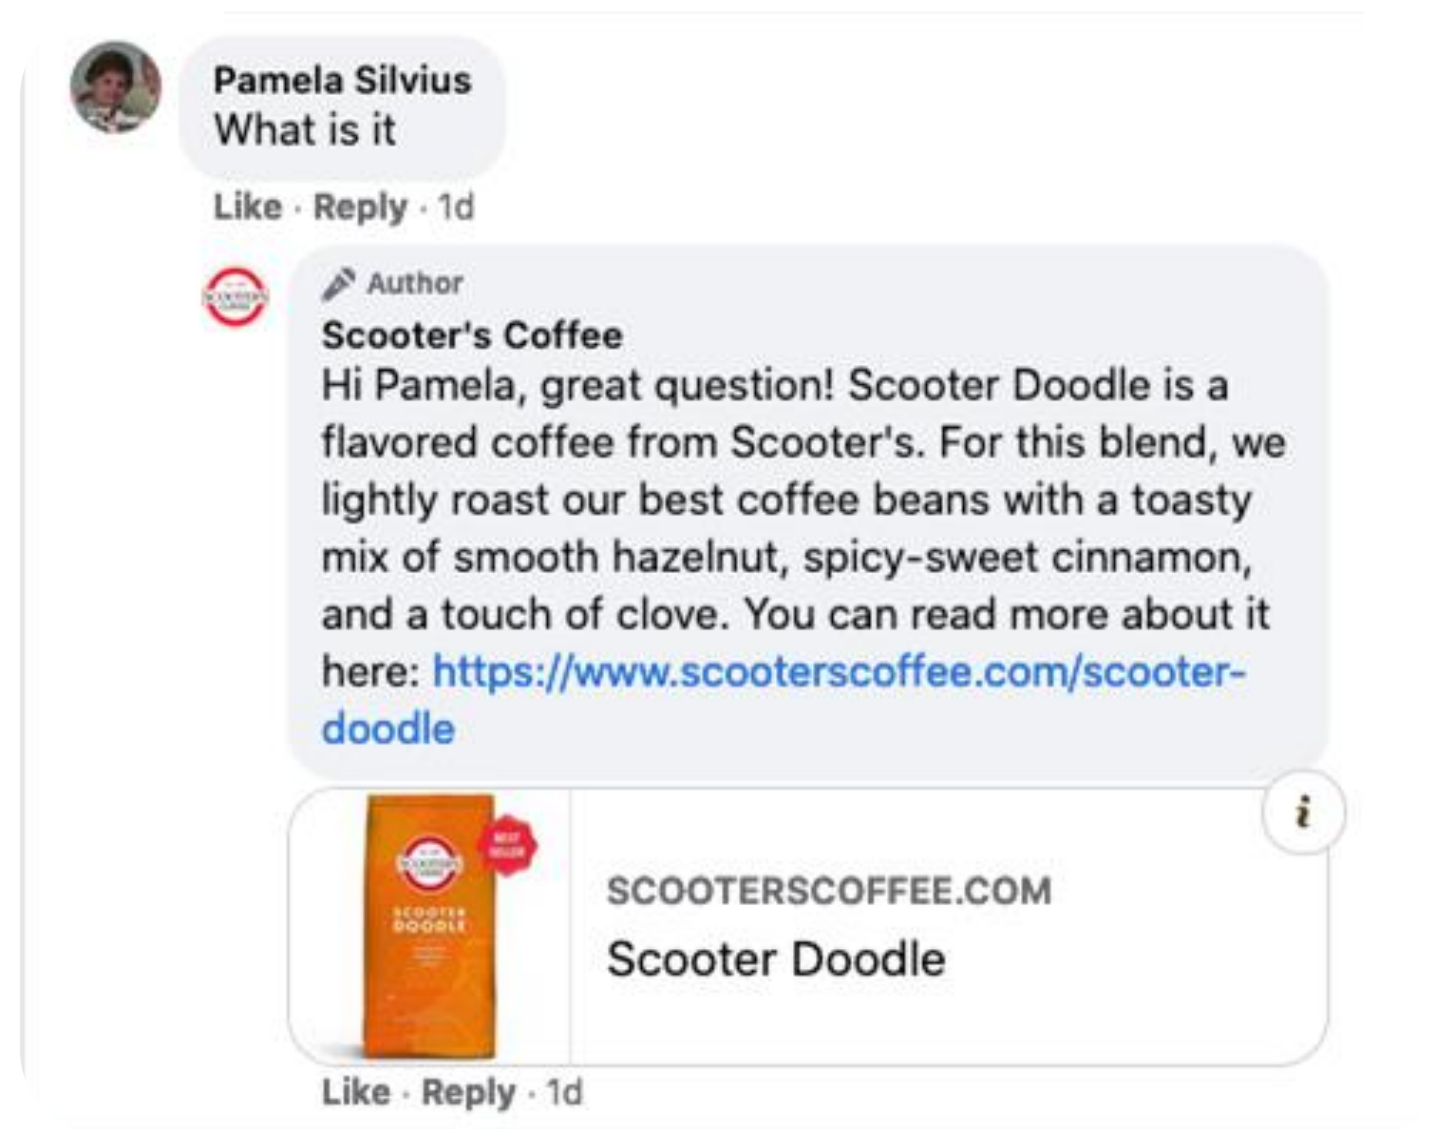 Pamela Silvius
What is it
Like · Reply · 1d
Author
Scooter's Coffee
Hi Pamela, great question! Scooter Doodle is a
flavored coffee from Scooter's. For this blend, we
lightly roast our best coffee beans with a toasty
mix of smooth hazelnut, spicy-sweet cinnamon,
and a touch of clove. You can read more about it
here: https://www.scooterscoffee.com/scooter-
doodle
i
BEST
SELLER
SCOOTER'S
SCOOTER
DOODLE
SCOOTERSCOFFEE.COM
Scooter Doodle
Like · Reply · 1d